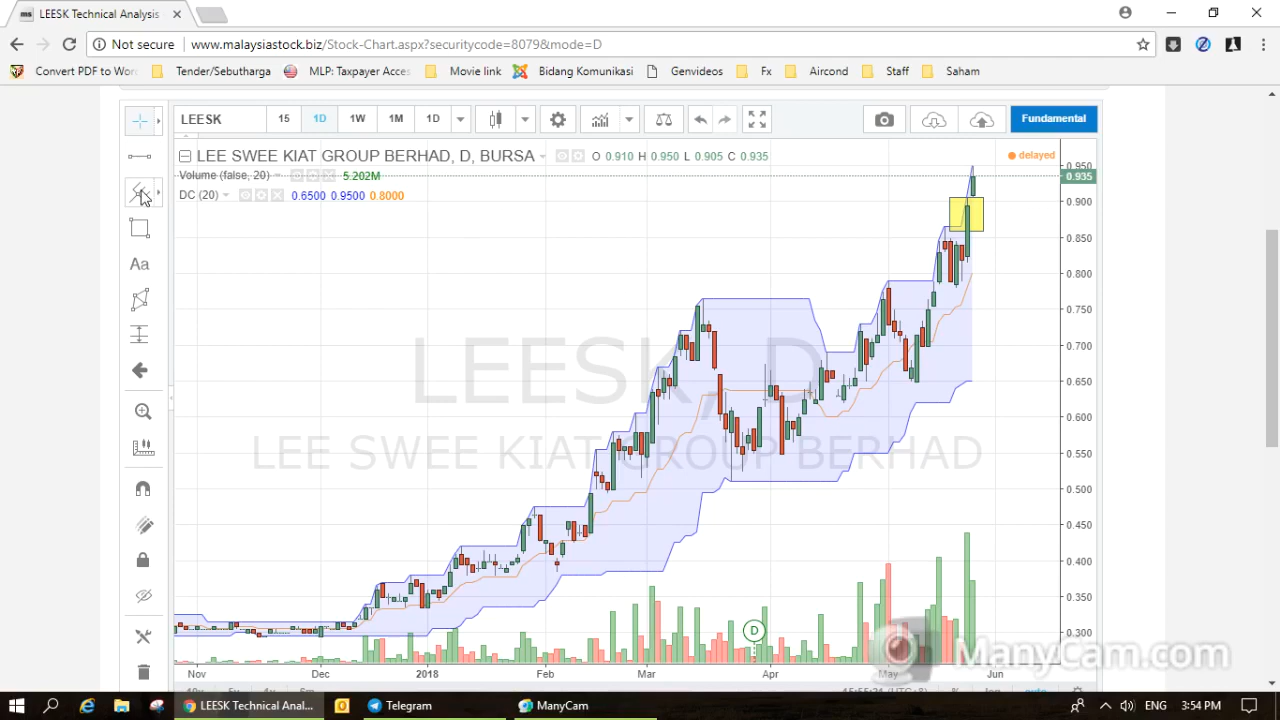 LEESK Technical Analysis
Not secure www.malaysiastock.biz/Stock-Chart.aspx?securitycode=8079&mode=D
Convert PDF to Word Tender/Sebutharga MLP: Taxpayer Acces Movie link Bidang Komunikasi Genvideos Fx Aircond Staff Saham
LEESK 15 1D 1W 1M 1D Fundamental
LEE SWEE KIAT GROUP BERHAD, D, BURSA O 0.910 H 0.950 L 0.905 C 0.935 delayed
Volume (false, 20) 5.202M
DC (20) 0.6500 0.9500 0.8000
Aa
0.950
0.935
0.900
0.850
0.800
0.750
0.700
0.650
0.600
0.550
0.500
0.450
0.400
0.350
0.300
LEESK, D
LEE SWEE KIAT GROUP BERHAD
D
ManyCam.com
Nov Dec 2018 Feb Mar Apr May Jun
LEESK Technical Anal... Telegram ManyCam ENG 3:54 PM